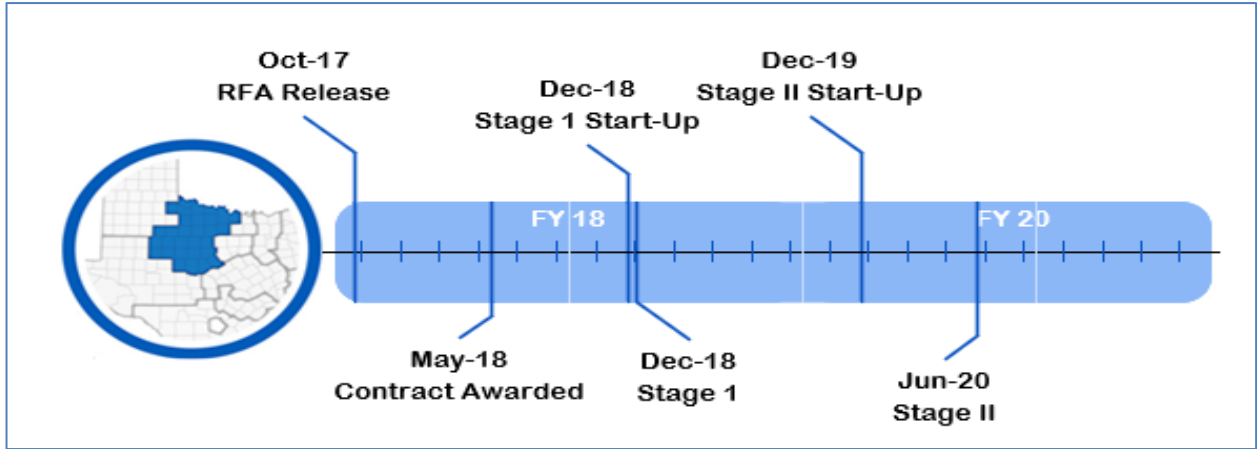 Oct-17
RFA Release
Dec-18
Stage 1 Start-Up
Dec-19
Stage II Start-Up
FY 18
FY 20
May-18
Contract Awarded
Dec-18
Stage 1
Jun-20
Stage II